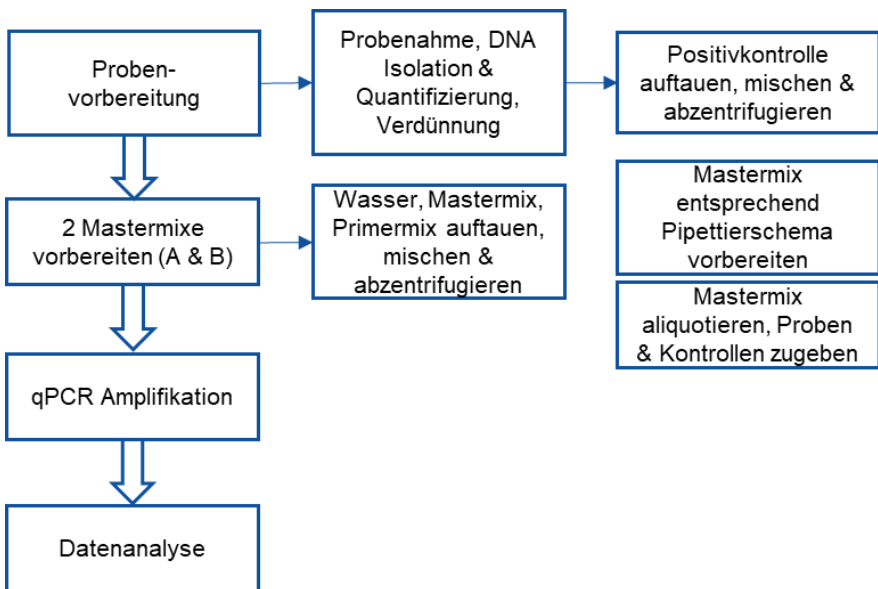 Proben-
vorbereitung
Probenahme, DNA
Isolation &
Quantifizierung,
Verdünnung
Positivkontrolle
auftauen, mischen &
abzentrifugieren
2 Mastermixe
vorbereiten (A & B)
Wasser, Mastermix,
Primermix auftauen,
mischen &
abzentrifugieren
Mastermix
entsprechend
Pipettierschema
vorbereiten
Mastermix
aliquotieren, Proben
& Kontrollen zugeben
qPCR Amplifikation
Datenanalyse